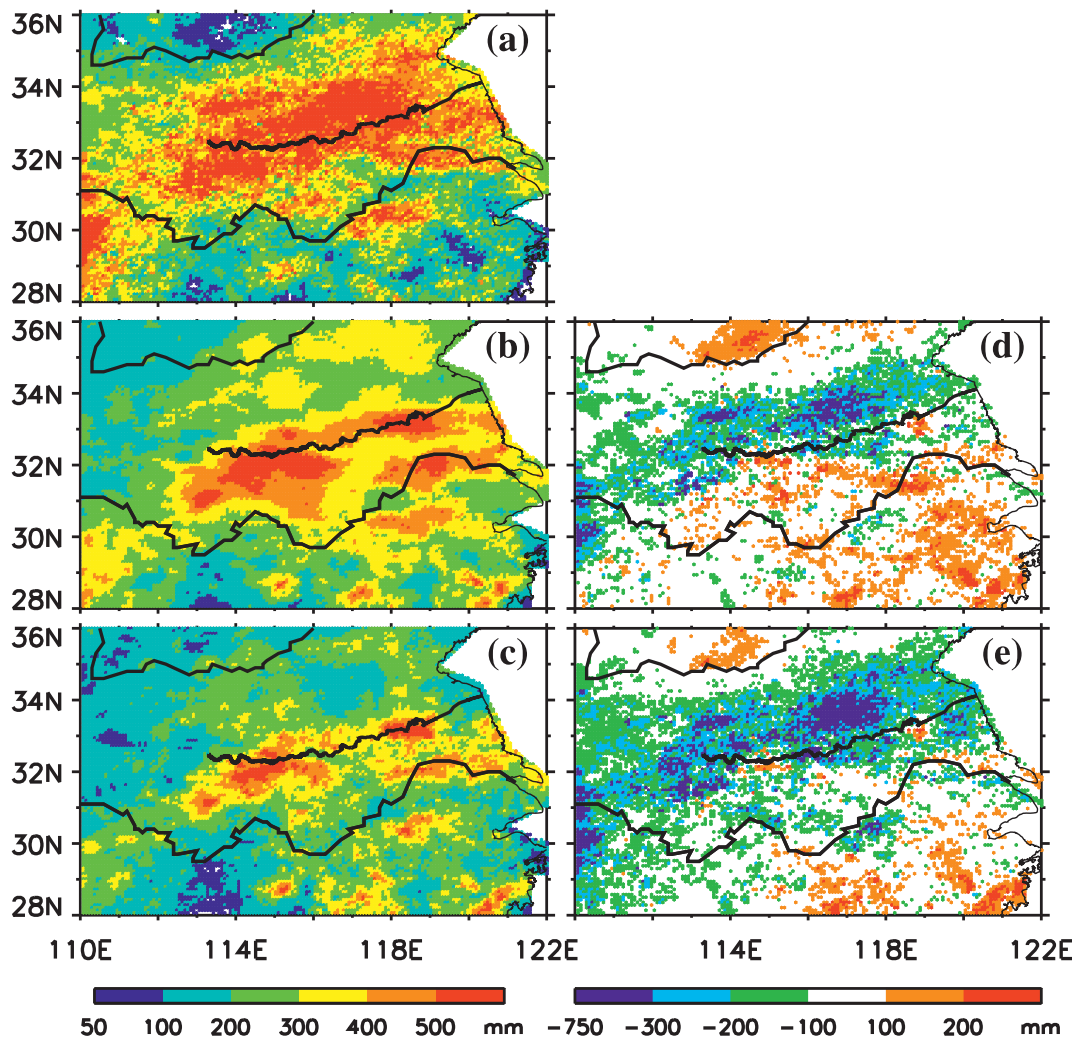 36N
(a)
34N
32N
30N
28N
36N
(b)
(d)
34N
32N
30N
28N
36N
(c)
(e)
34N
32N
30N
28N
110E 114E 118E 122E
114E 118E 122E
50 100 200 300 400 500 mm
−750 −300 −200 −100 100 200 mm